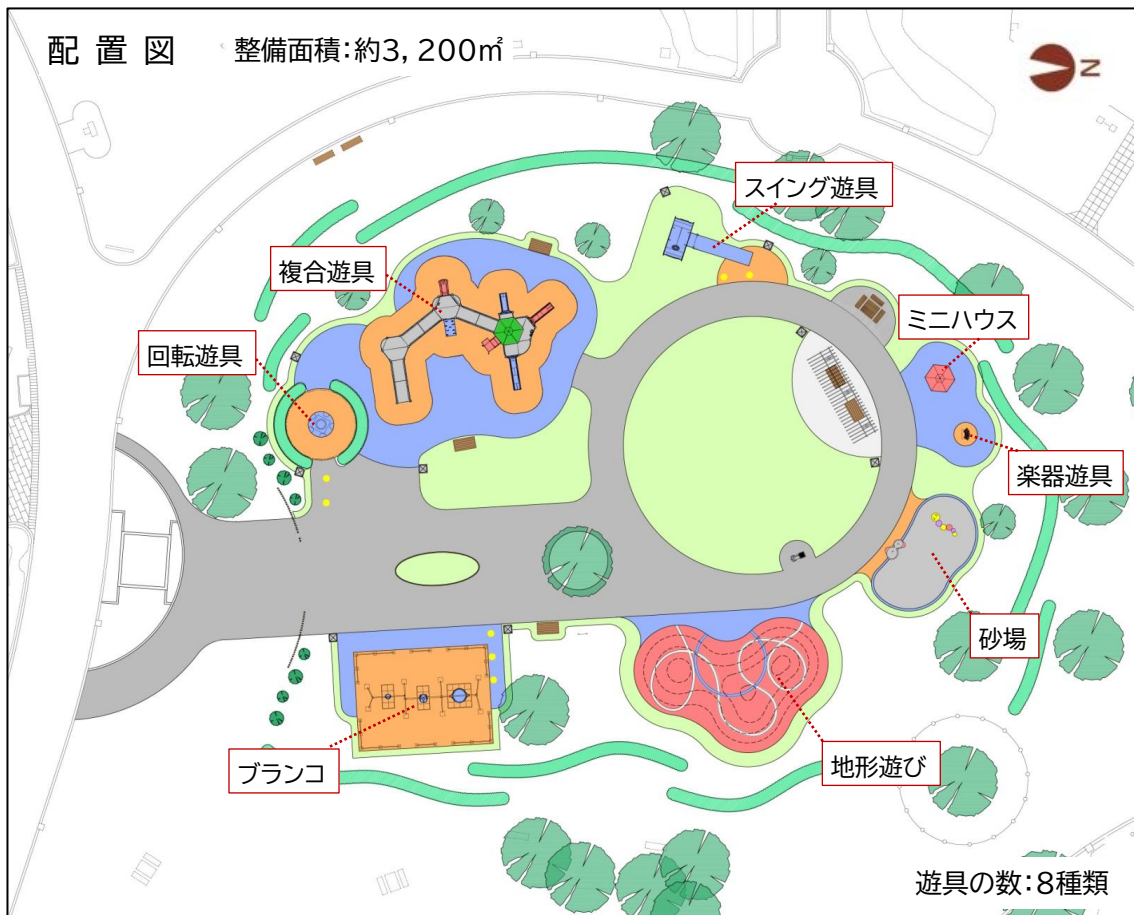 配置図
整備面積：約3，200㎡
N
スイング遊具
複合遊具
ミニハウス
回転遊具
楽器遊具
砂場
ブランコ
地形遊び
遊具の数：8種類